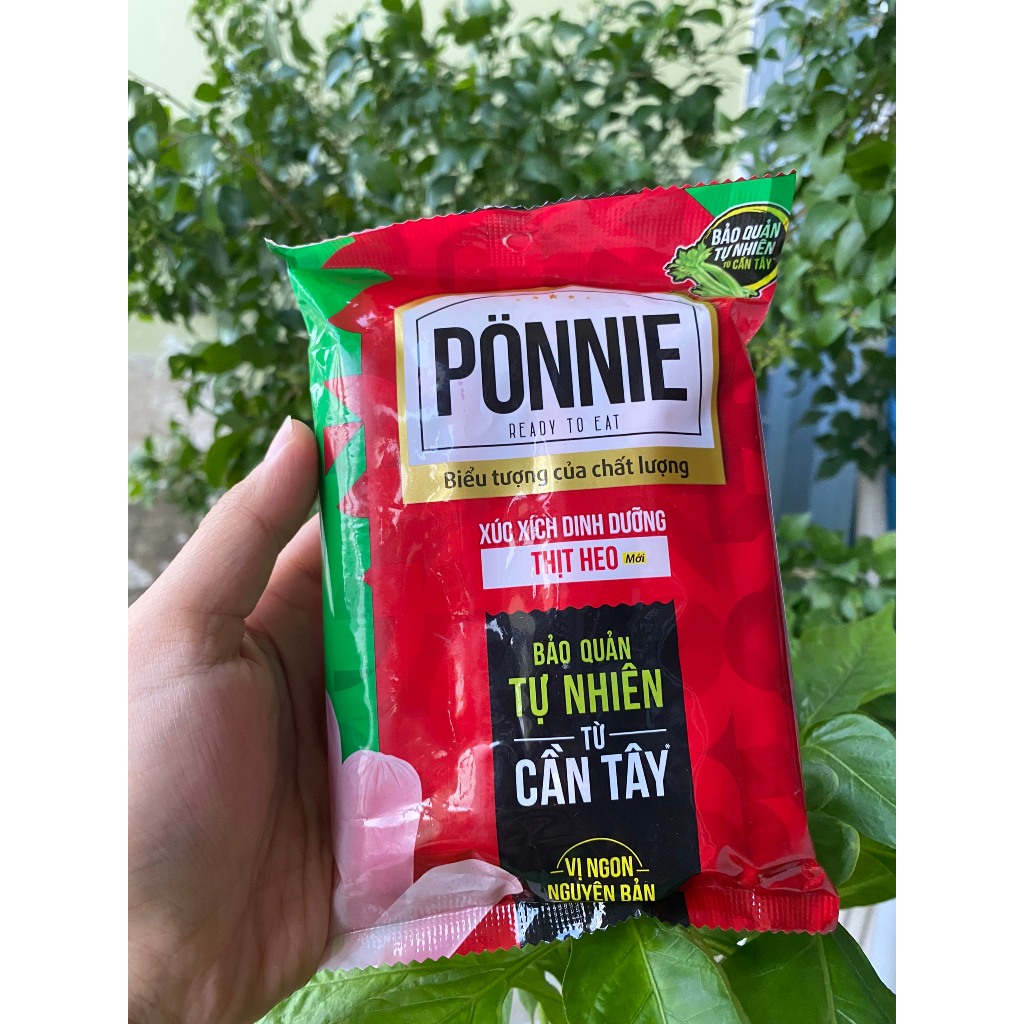 BẢO QUẢN
TỰ NHIÊN
TỪ CẦN TÂY
PÖNNIE
READY TO EAT
Biểu tượng của chất lượng
XÚC XÍCH DINH DƯỠNG
THỊT HEO Mới
BẢO QUẢN
TỰ NHIÊN
TỪ
CẦN TÂY*
VỊ NGON
NGUYÊN BẢN